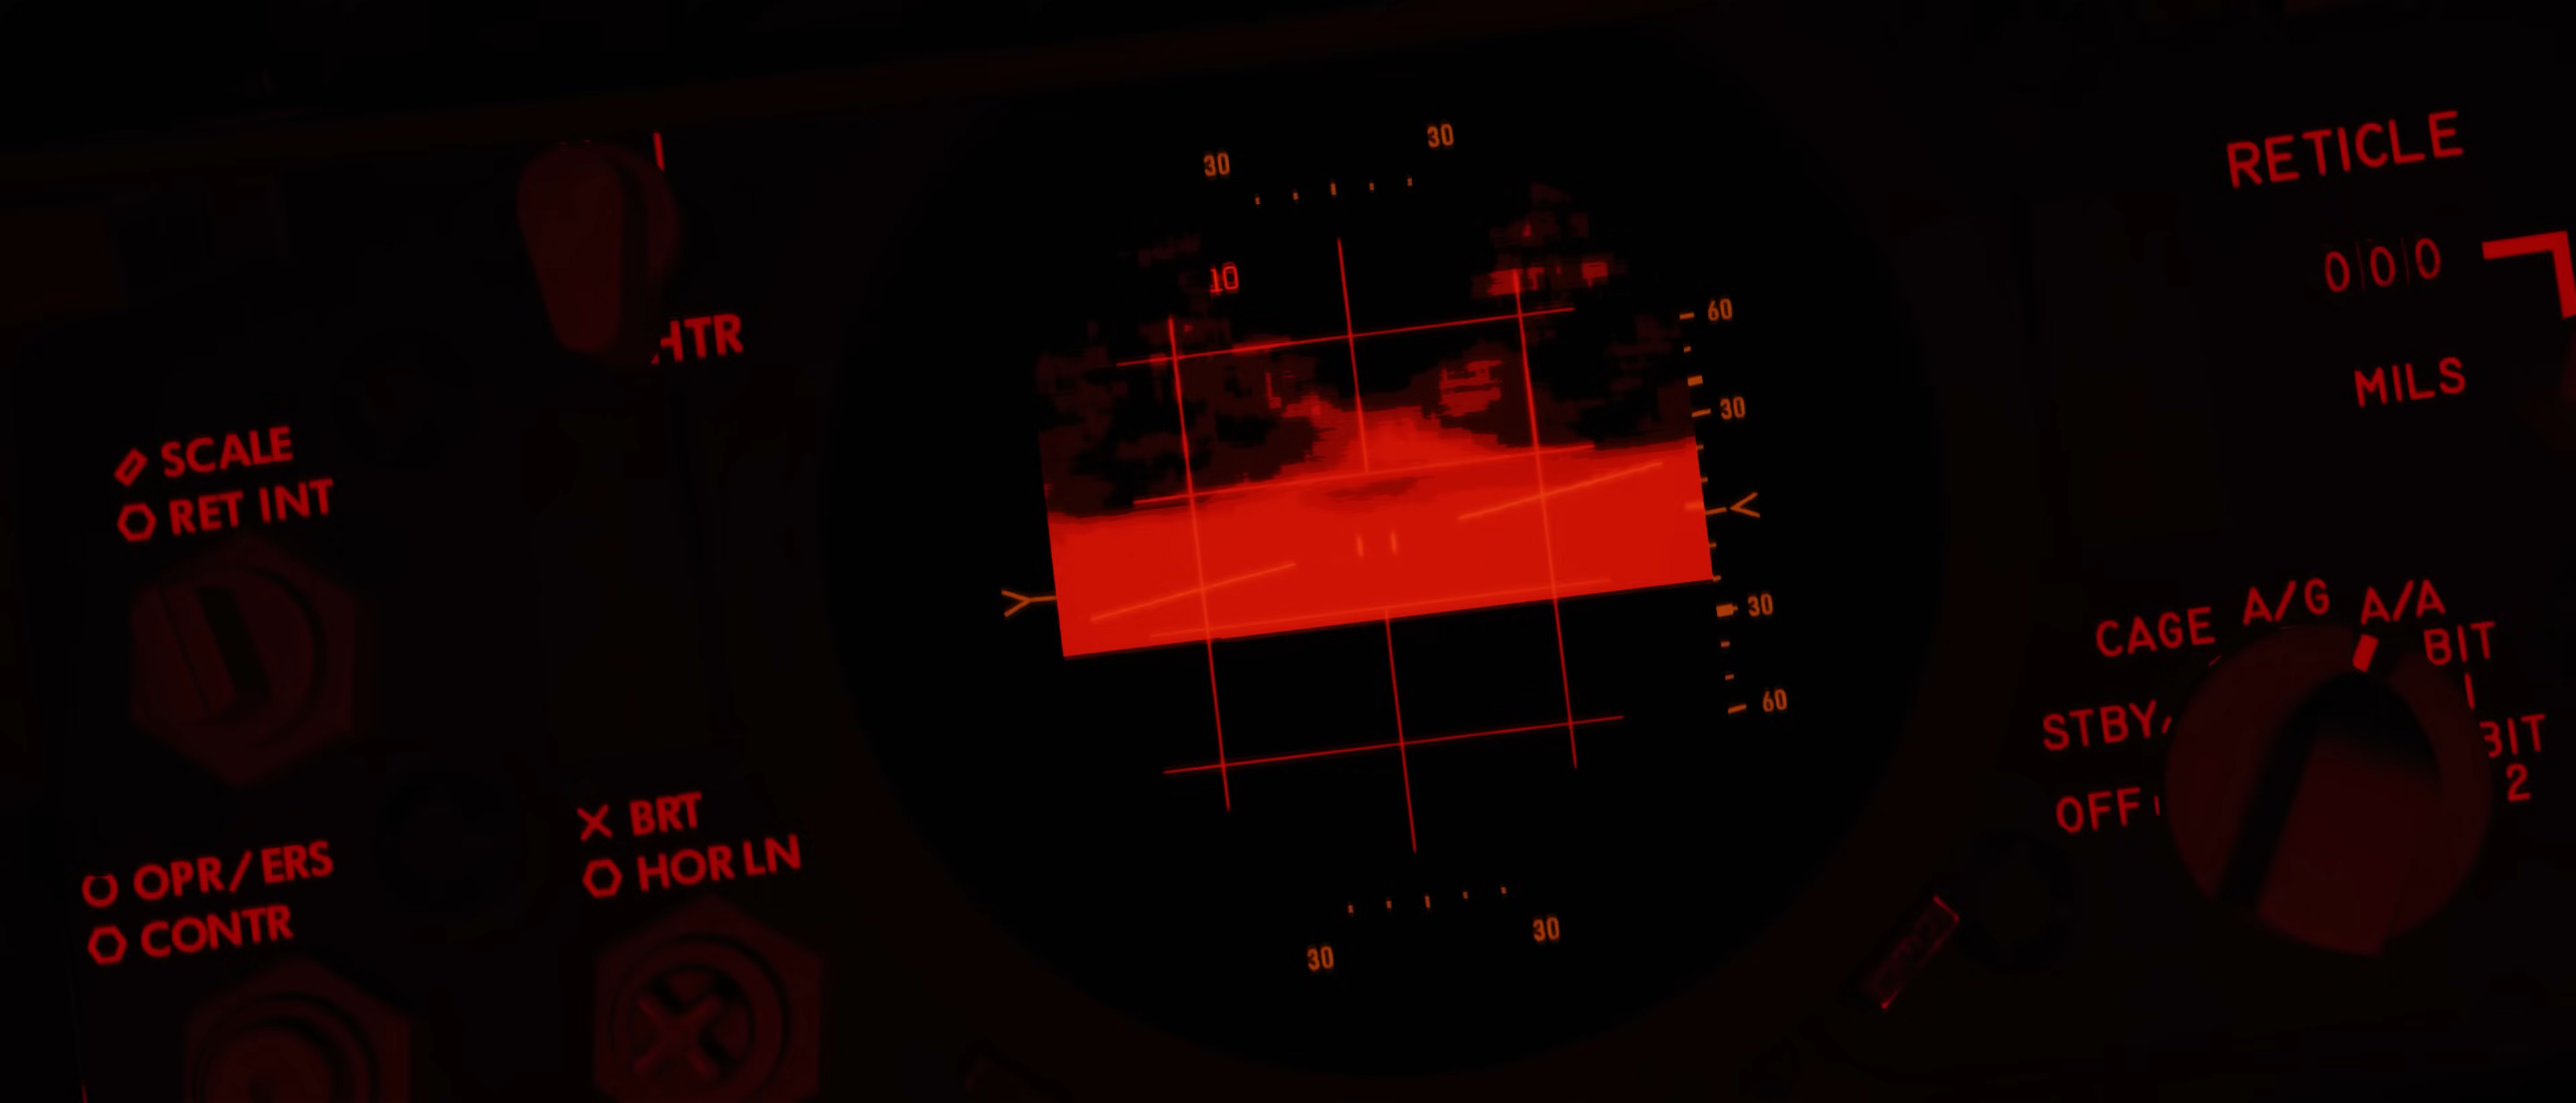 HTR
SCALE
RET INT
OPR/ERS
CONTR
X BRT
HOR LN
30
30
10
60
30
30
60
30
30
RETICLE
000
MILS
OFF
STBY
CAGE
A/G
A/A
BIT
BIT
2